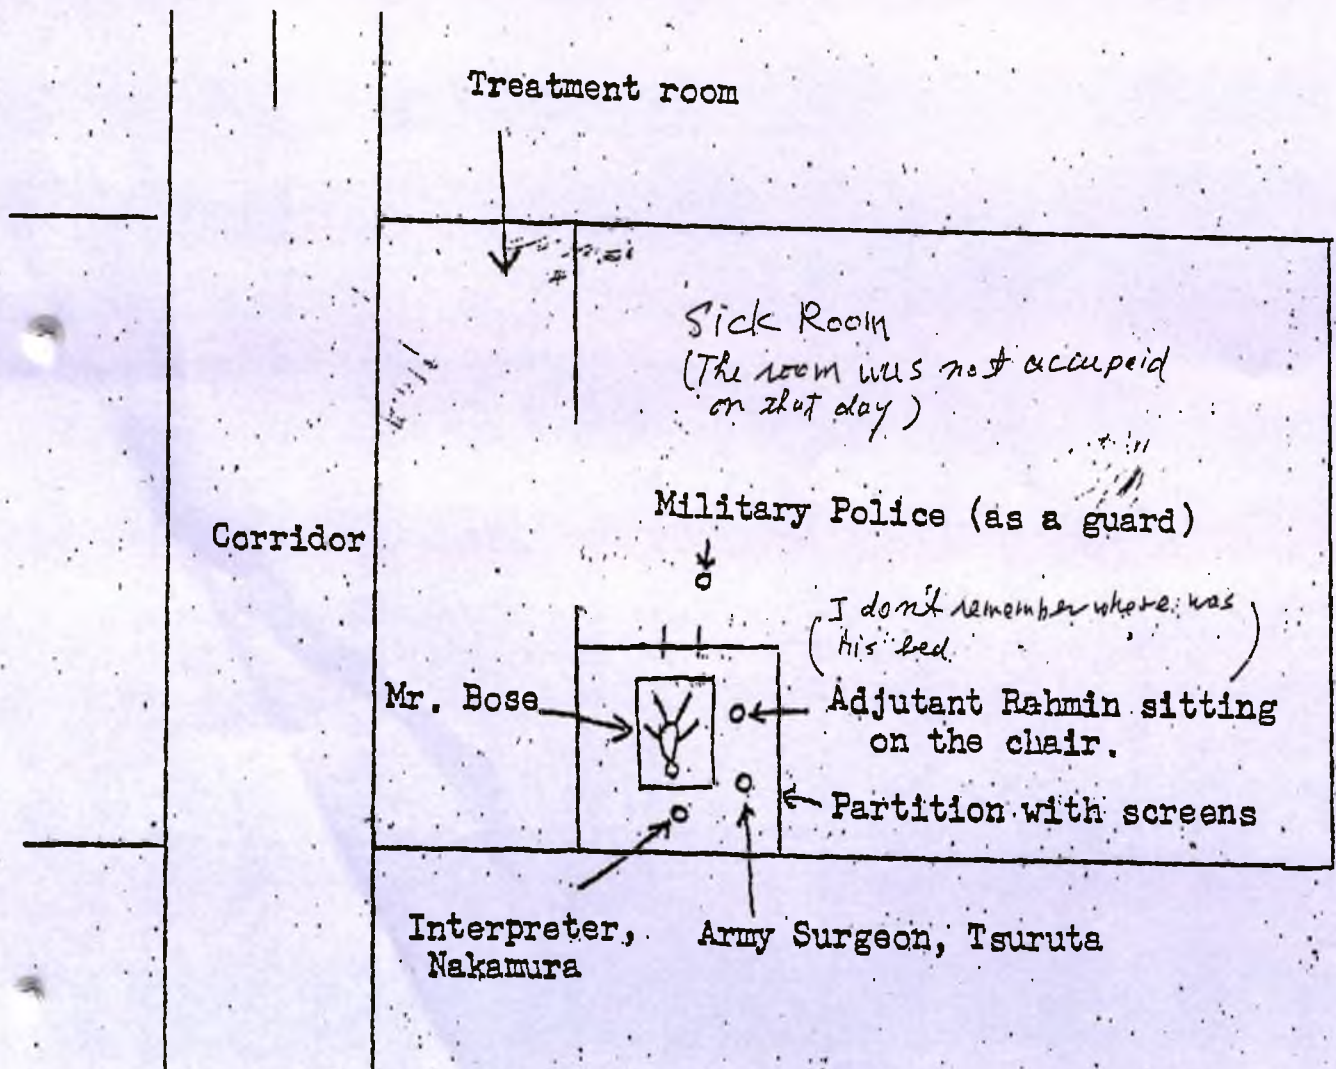 Treatment room
Sick Room
(The room was not accupeid
on that day)
Military Police (as a guard)
Corridor
(I don't remember where was
his bed.)
Mr. Bose
Adjutant Rahmin sitting
on the chair.
Partition with screens
Interpreter,
Nakamura
Army Surgeon, Tsuruta